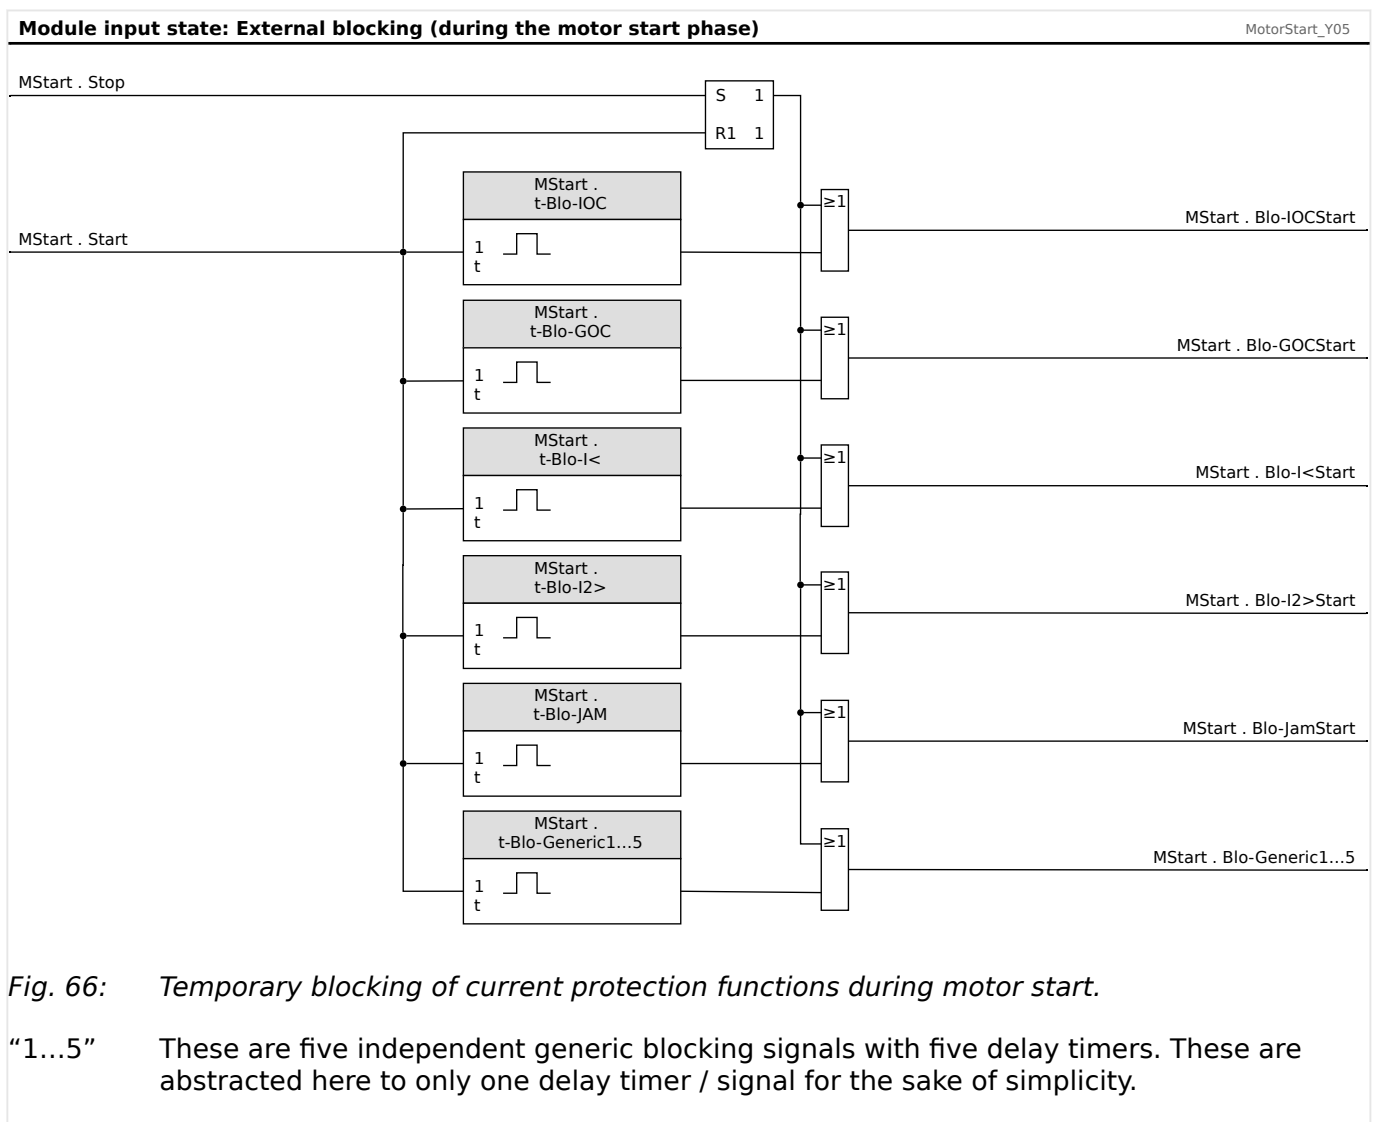 Module input state: External blocking (during the motor start phase)
MotorStart_Y05
MStart . Stop
S 1
R1 1
MStart .
t-Blo-IOC
≥1
MStart . Blo-IOCStart
MStart . Start
1
t
MStart .
t-Blo-GOC
≥1
MStart . Blo-GOCStart
1
t
MStart .
t-Blo-I<
≥1
MStart . Blo-I<Start
1
t
MStart .
t-Blo-I2>
≥1
MStart . Blo-I2>Start
1
t
MStart .
t-Blo-JAM
≥1
MStart . Blo-JamStart
1
t
MStart .
t-Blo-Generic1…5
≥1
MStart . Blo-Generic1…5
1
t
Fig. 66: Temporary blocking of current protection functions during motor start.
“1…5” These are five independent generic blocking signals with five delay timers. These are
abstracted here to only one delay timer / signal for the sake of simplicity.